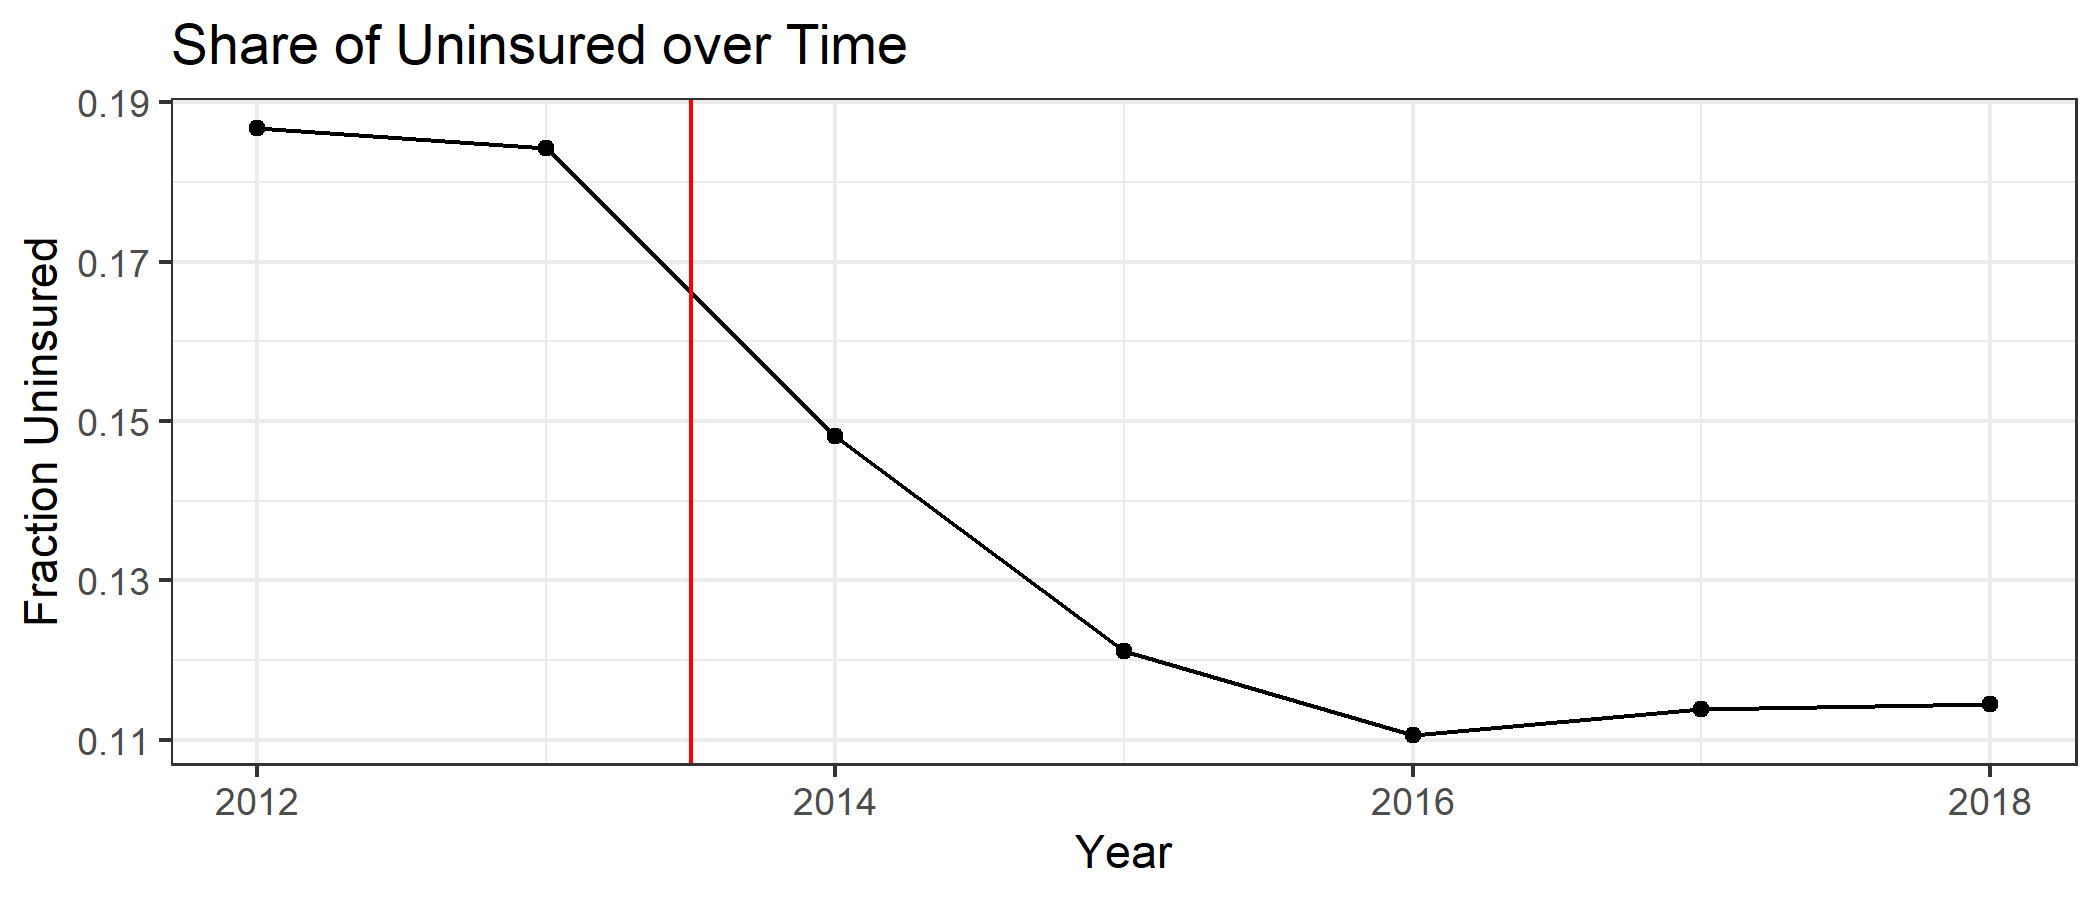 Share of Uninsured over Time
Fraction Uninsured
0.19
0.17
0.15
0.13
0.11
2012 2014 2016 2018
Year